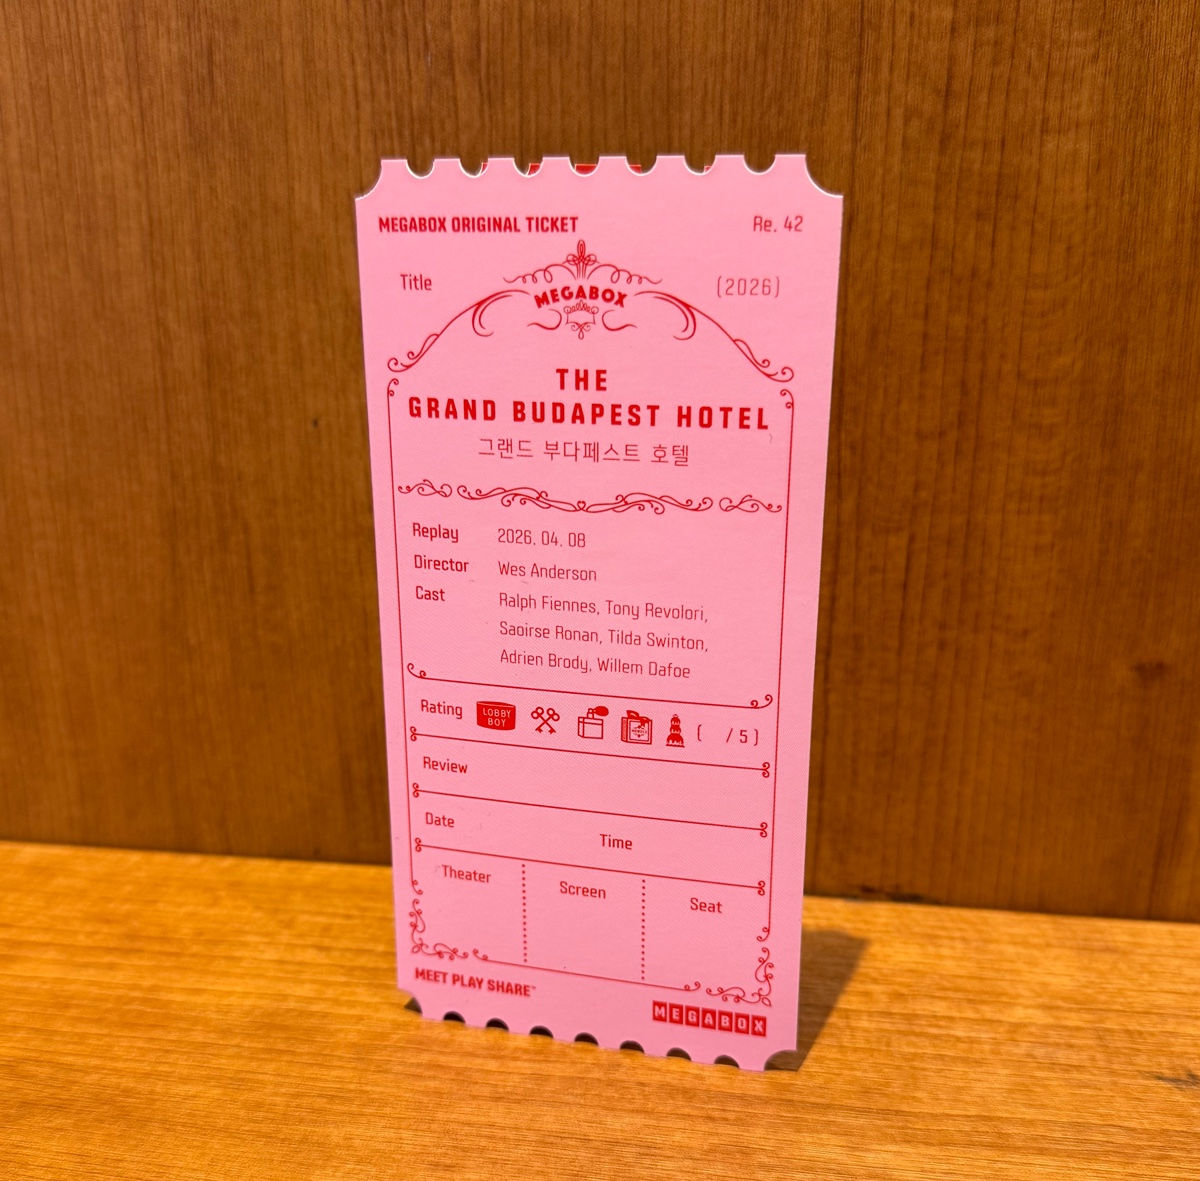 MEGABOX ORIGINAL TICKET Re. 42
Title (2026)
MEGABOX
THE
GRAND BUDAPEST HOTEL
그랜드 부다페스트 호텔
Replay 2026. 04. 08
Director Wes Anderson
Cast Ralph Fiennes, Tony Revolori,
Saoirse Ronan, Tilda Swinton,
Adrien Brody, Willem Dafoe
Rating LOBBY BOY ( /5)
Review
Date Time
Theater Screen Seat
MEET PLAY SHARE™
MEGABOX